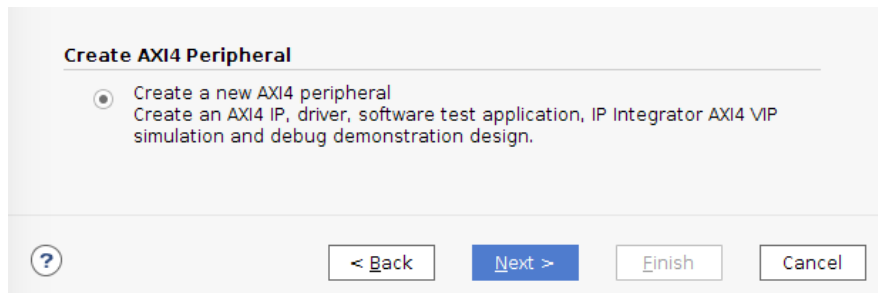 Create AXI4 Peripheral
Create a new AXI4 peripheral
Create an AXI4 IP, driver, software test application, IP Integrator AXI4 VIP
simulation and debug demonstration design.
?
< Back
Next >
Finish
Cancel